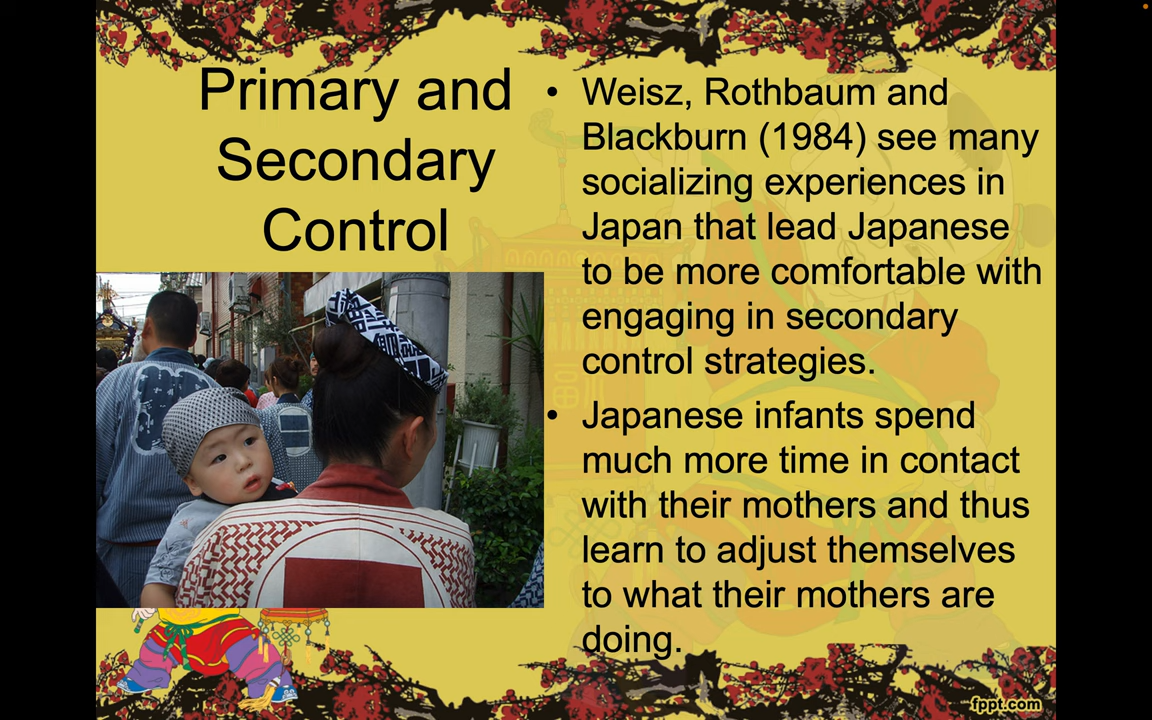 Primary and
Secondary
Control
• Weisz, Rothbaum and
Blackburn (1984) see many
socializing experiences in
Japan that lead Japanese
to be more comfortable with
engaging in secondary
control strategies.
• Japanese infants spend
much more time in contact
with their mothers and thus
learn to adjust themselves
to what their mothers are
doing.
fppt.com